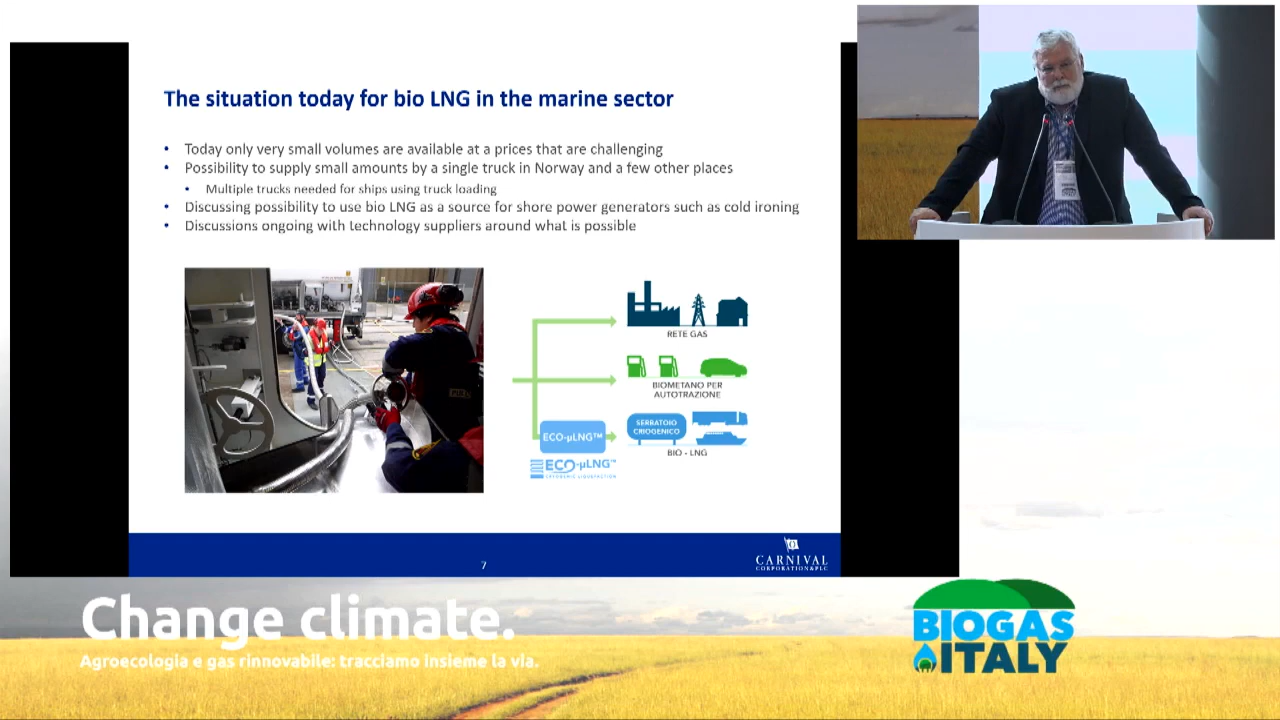 The situation today for bio LNG in the marine sector
• Today only very small volumes are available at a prices that are challenging
• Possibility to supply small amounts by a single truck in Norway and a few other places
• Multiple trucks needed for ships using truck loading
• Discussing possibility to use bio LNG as a source for shore power generators such as cold ironing
• Discussions ongoing with technology suppliers around what is possible
RETE GAS
BIOMETANO PER
AUTOTRAZIONE
ECO-μLNG™
SERBATOIO
CRIOGENICO
BIO - LNG
ECO-μLNG™
CRYOGENIC LIQUEFACTION
7
CARNIVAL
CORPORATION&PLC
Change climate.
Agroecologia e gas rinnovabile: tracciamo insieme la via.
BIOGAS
ITALY